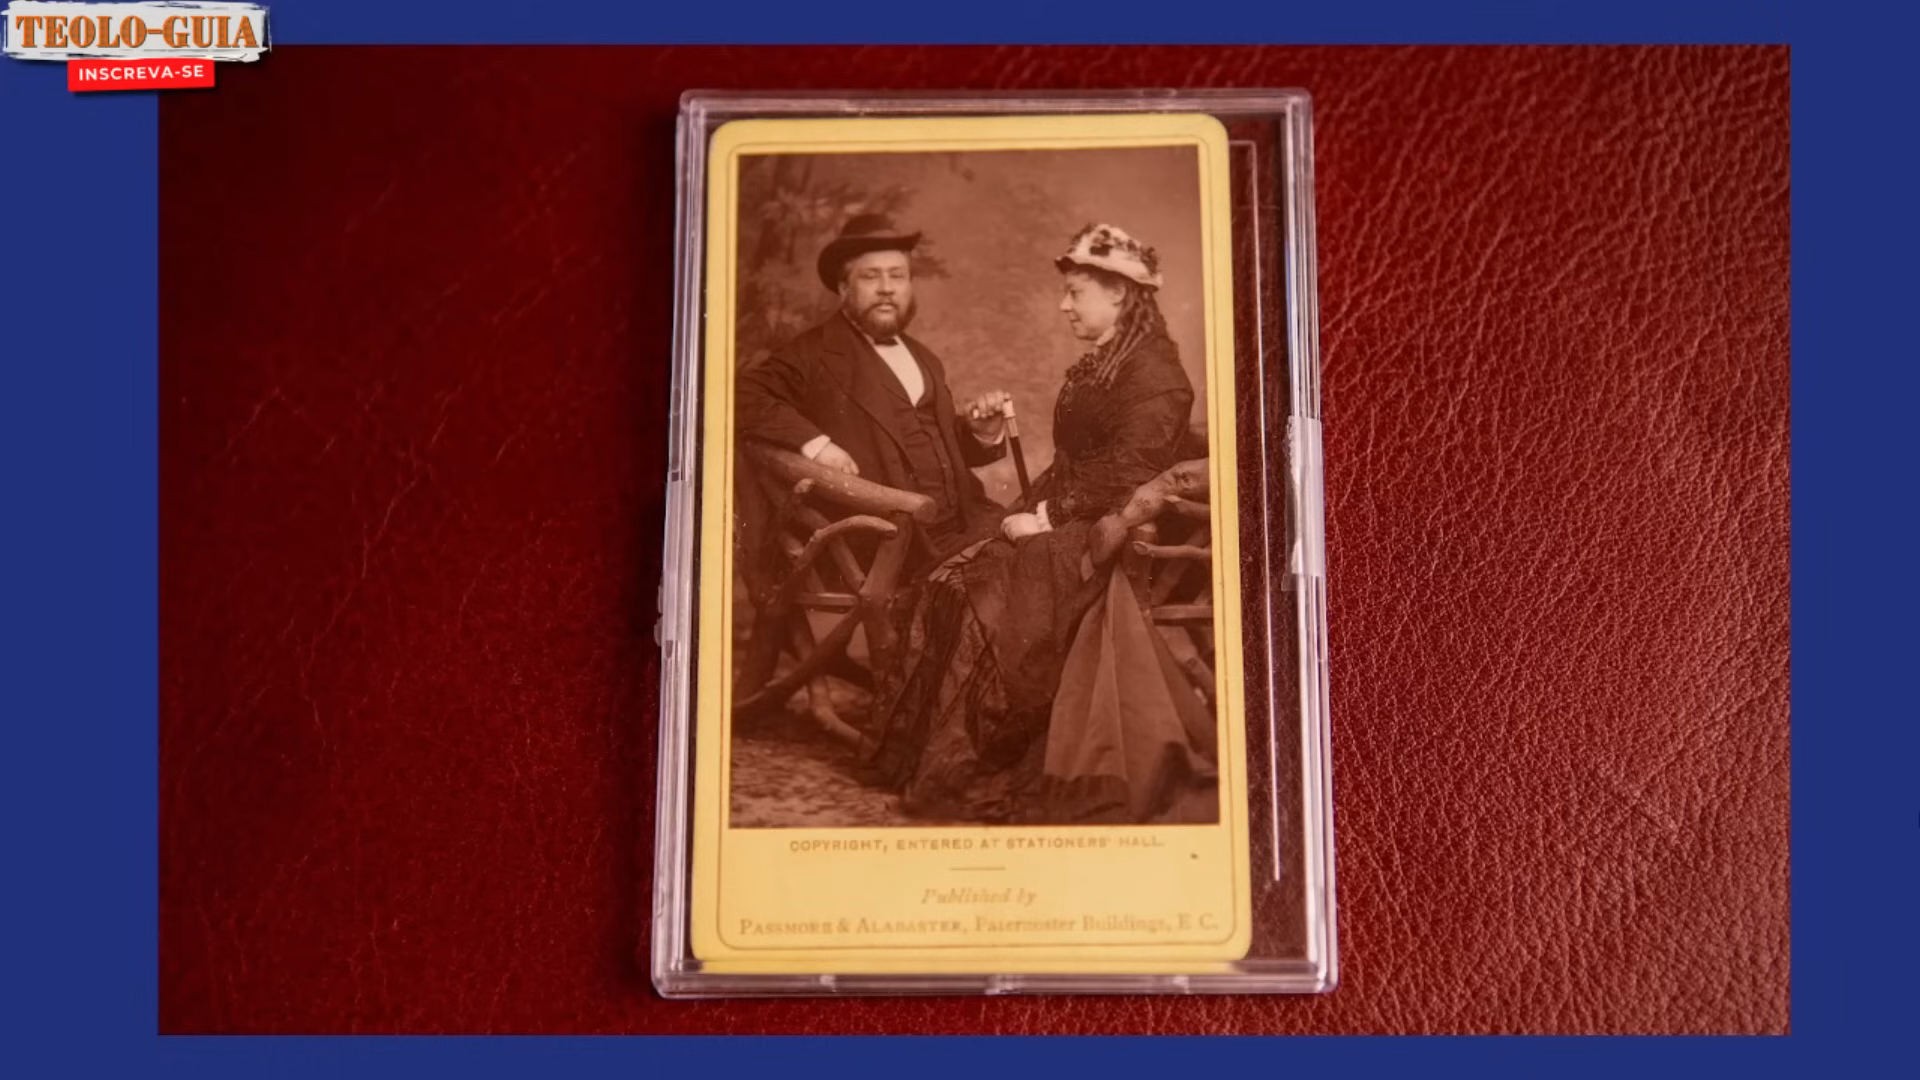 TEOLO-GUIA
INSCREVA-SE
COPYRIGHT, ENTERED AT STATIONERS' HALL.
Published by
PASSMORE & ALABASTER, Paternoster Buildings, E.C.